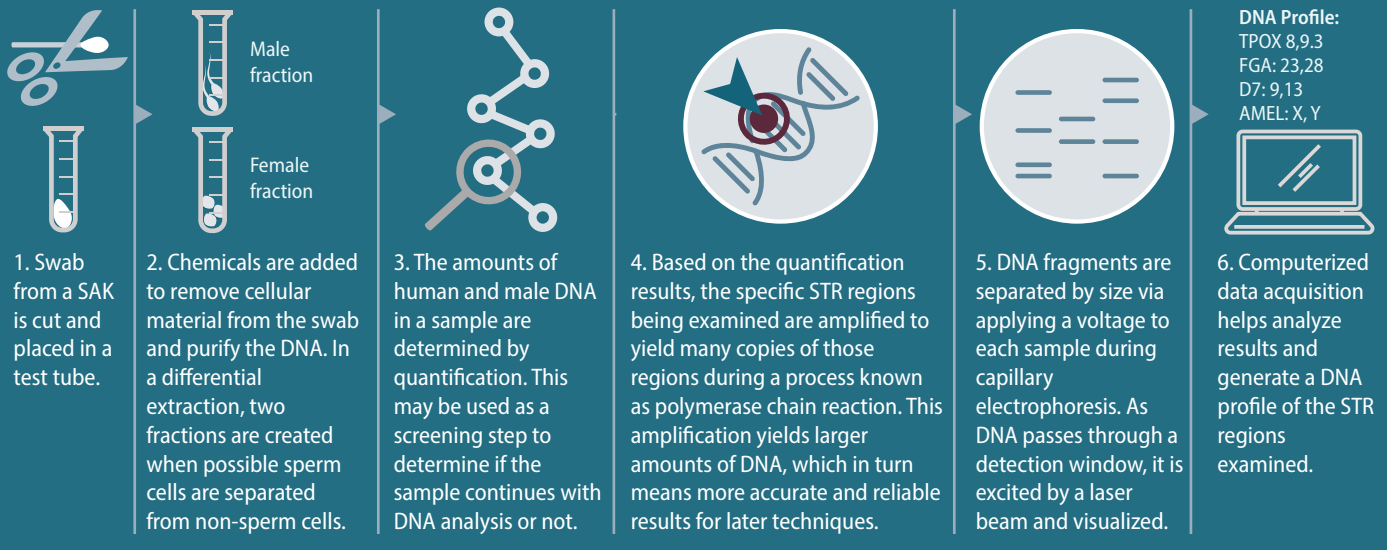 Male
fraction
Female
fraction
DNA Profile:
TPOX 8,9.3
FGA: 23,28
D7: 9,13
AMEL: X, Y
1. Swab
from a SAK
is cut and
placed in a
test tube.
2. Chemicals are added
to remove cellular
material from the swab
and purify the DNA. In
a differential
extraction, two
fractions are created
when possible sperm
cells are separated
from non-sperm cells.
3. The amounts of
human and male DNA
in a sample are
determined by
quantification. This
may be used as a
screening step to
determine if the
sample continues with
DNA analysis or not.
4. Based on the quantification
results, the specific STR regions
being examined are amplified to
yield many copies of those
regions during a process known
as polymerase chain reaction. This
amplification yields larger
amounts of DNA, which in turn
means more accurate and reliable
results for later techniques.
5. DNA fragments are
separated by size via
applying a voltage to
each sample during
capillary
electrophoresis. As
DNA passes through a
detection window, it is
excited by a laser
beam and visualized.
6. Computerized
data acquisition
helps analyze
results and
generate a DNA
profile of the STR
regions
examined.